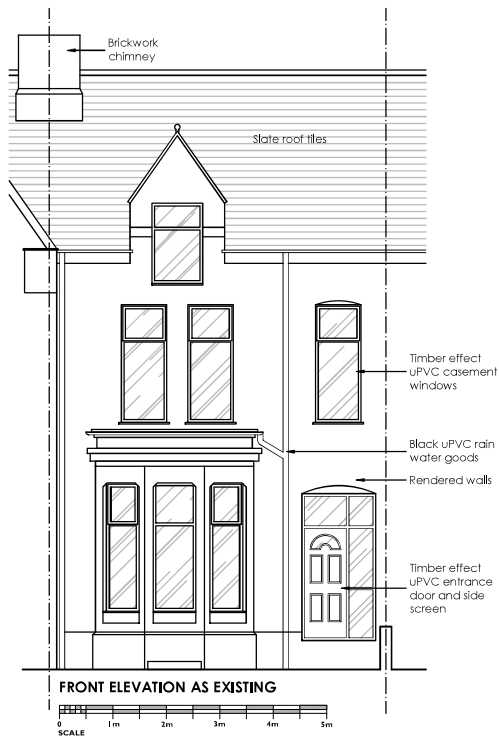 Brickwork
chimney
Slate roof tiles
Timber effect
uPVC casement
windows
Black uPVC rain
water goods
Rendered walls
Timber effect
uPVC entrance
door and side
screen
FRONT ELEVATION AS EXISTING
0 1m 2m 3m 4m 5m
SCALE